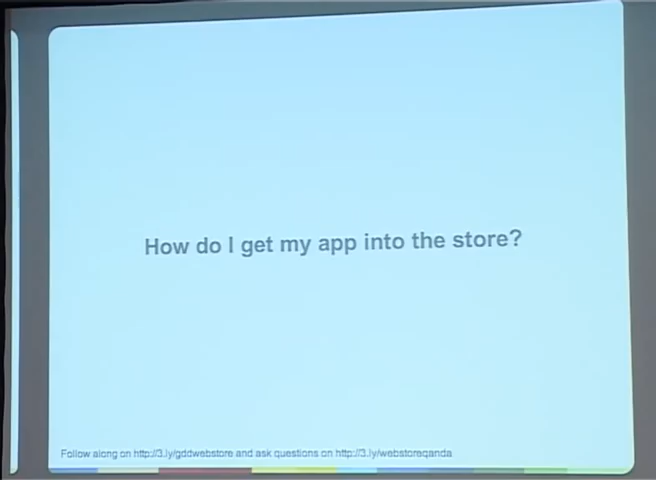 How do I get my app into the store?
Follow along on http://3.ly/gddwebstore and ask questions on http://3.ly/webstoreqanda